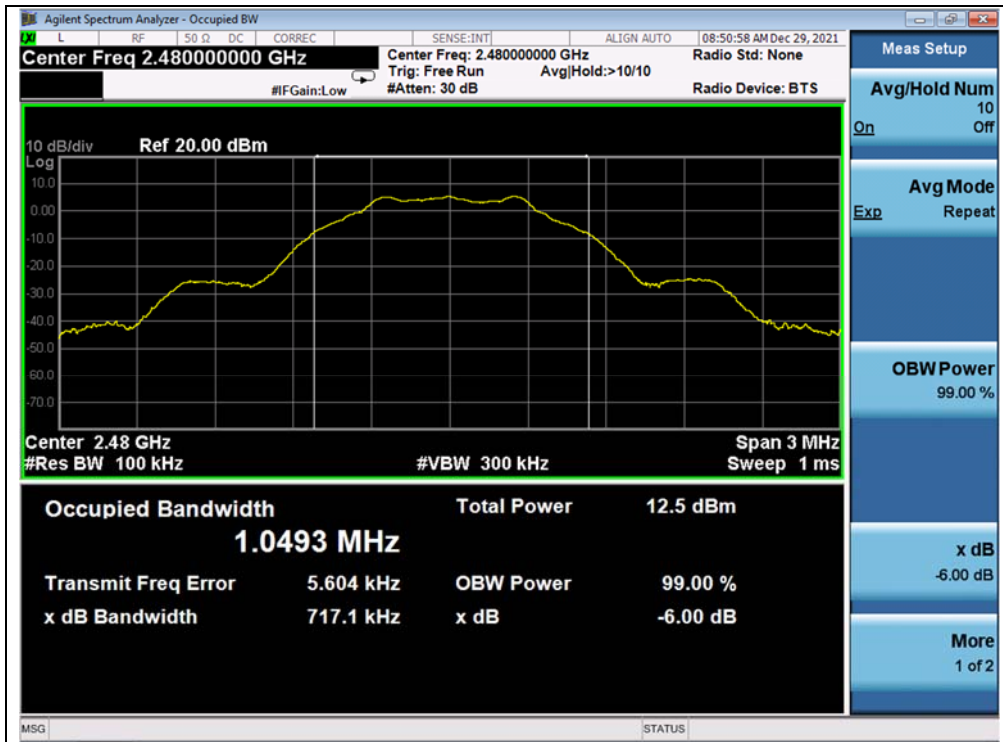 Agilent Spectrum Analyzer - Occupied BW
LXI L RF 50 Ω DC CORREC SENSE:INT ALIGN AUTO 08:50:58 AM Dec 29, 2021
Center Freq 2.480000000 GHz
Center Freq: 2.480000000 GHz Radio Std: None
Trig: Free Run Avg|Hold:>10/10
#IFGain:Low #Atten: 30 dB Radio Device: BTS
10 dB/div Ref 20.00 dBm
Log
10.0
0.00
-10.0
-20.0
-30.0
-40.0
-50.0
-60.0
-70.0
Center 2.48 GHz Span 3 MHz
#Res BW 100 kHz #VBW 300 kHz Sweep 1 ms
Occupied Bandwidth Total Power 12.5 dBm
1.0493 MHz
Transmit Freq Error 5.604 kHz OBW Power 99.00 %
x dB Bandwidth 717.1 kHz x dB -6.00 dB
MSG STATUS
Meas Setup
Avg/Hold Num
10
On Off
Avg Mode
Exp Repeat
OBW Power
99.00 %
x dB
-6.00 dB
More
1 of 2